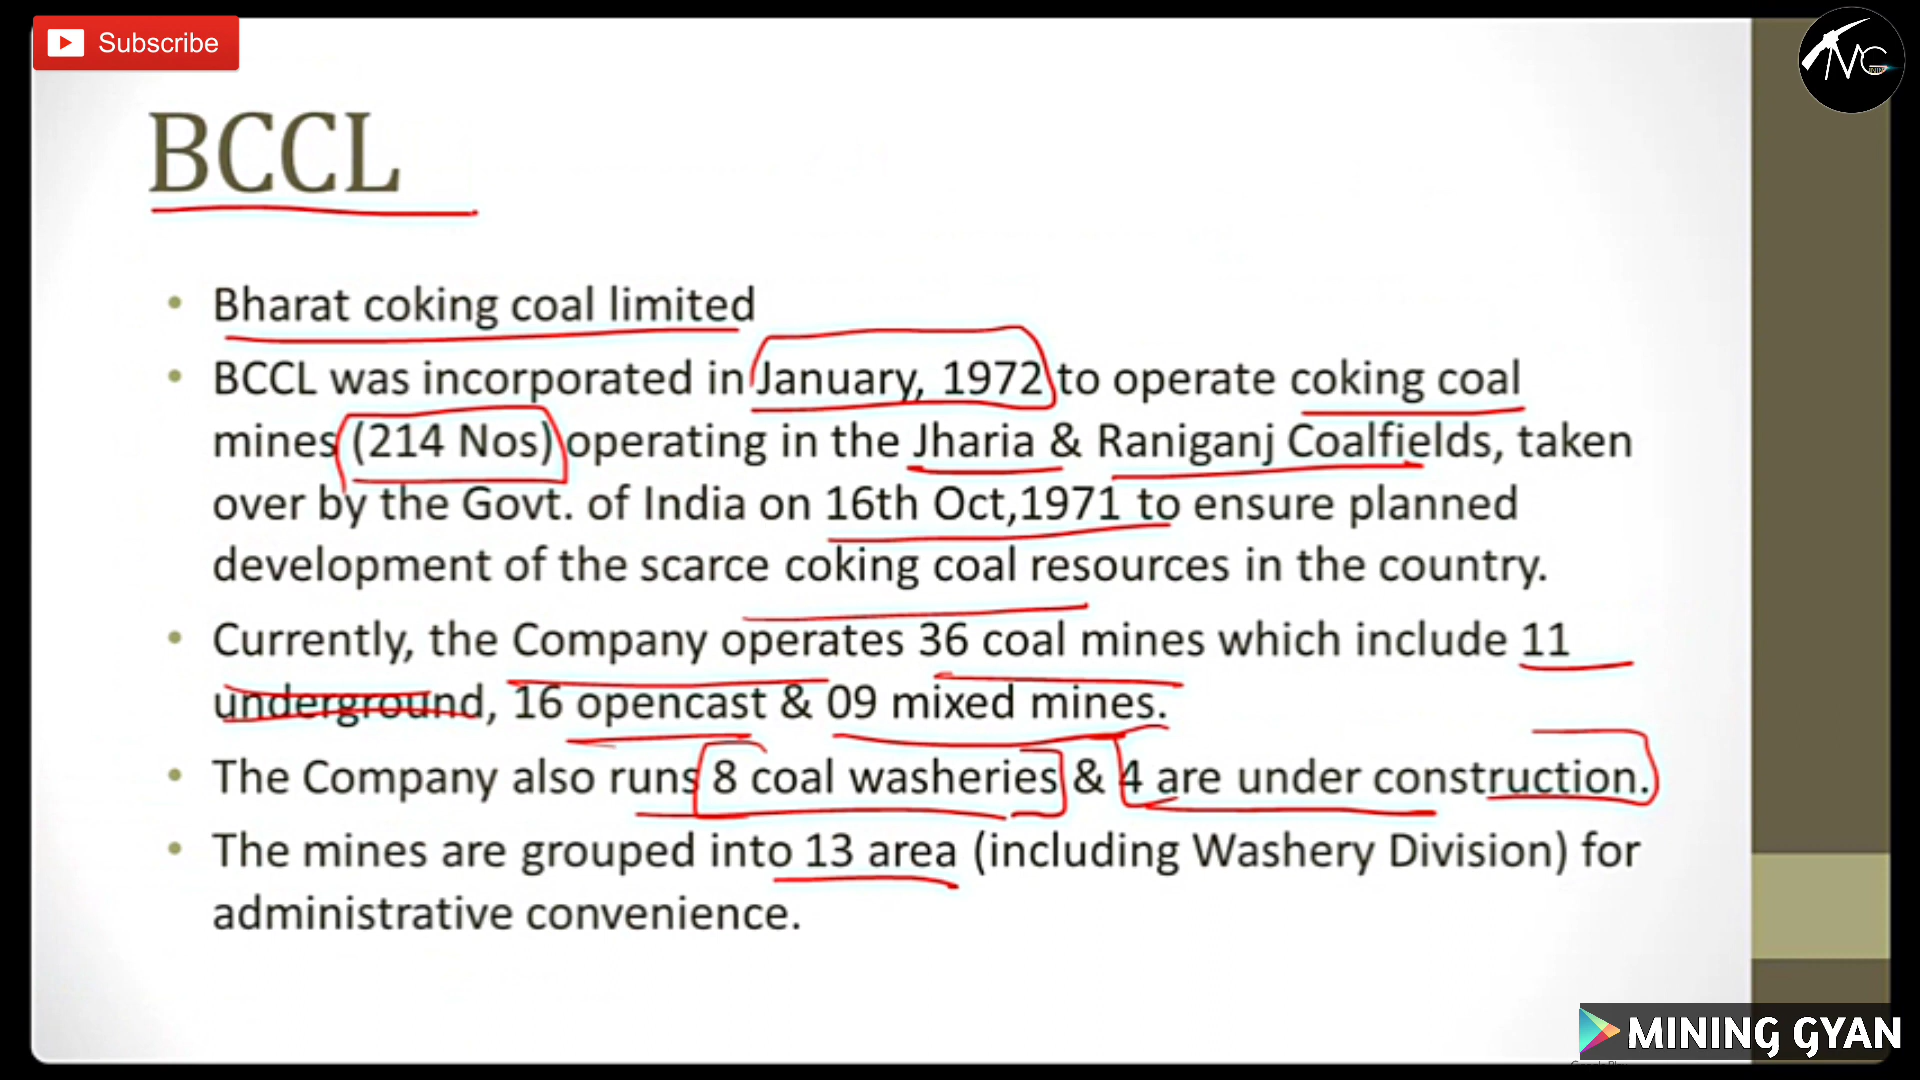 Subscribe
BCCL
• Bharat coking coal limited
• BCCL was incorporated in January, 1972 to operate coking coal
mines (214 Nos) operating in the Jharia & Raniganj Coalfields, taken
over by the Govt. of India on 16th Oct,1971 to ensure planned
development of the scarce coking coal resources in the country.
• Currently, the Company operates 36 coal mines which include 11
underground, 16 opencast & 09 mixed mines.
• The Company also runs 8 coal washeries & 4 are under construction.
• The mines are grouped into 13 area (including Washery Division) for
administrative convenience.
MINING GYAN